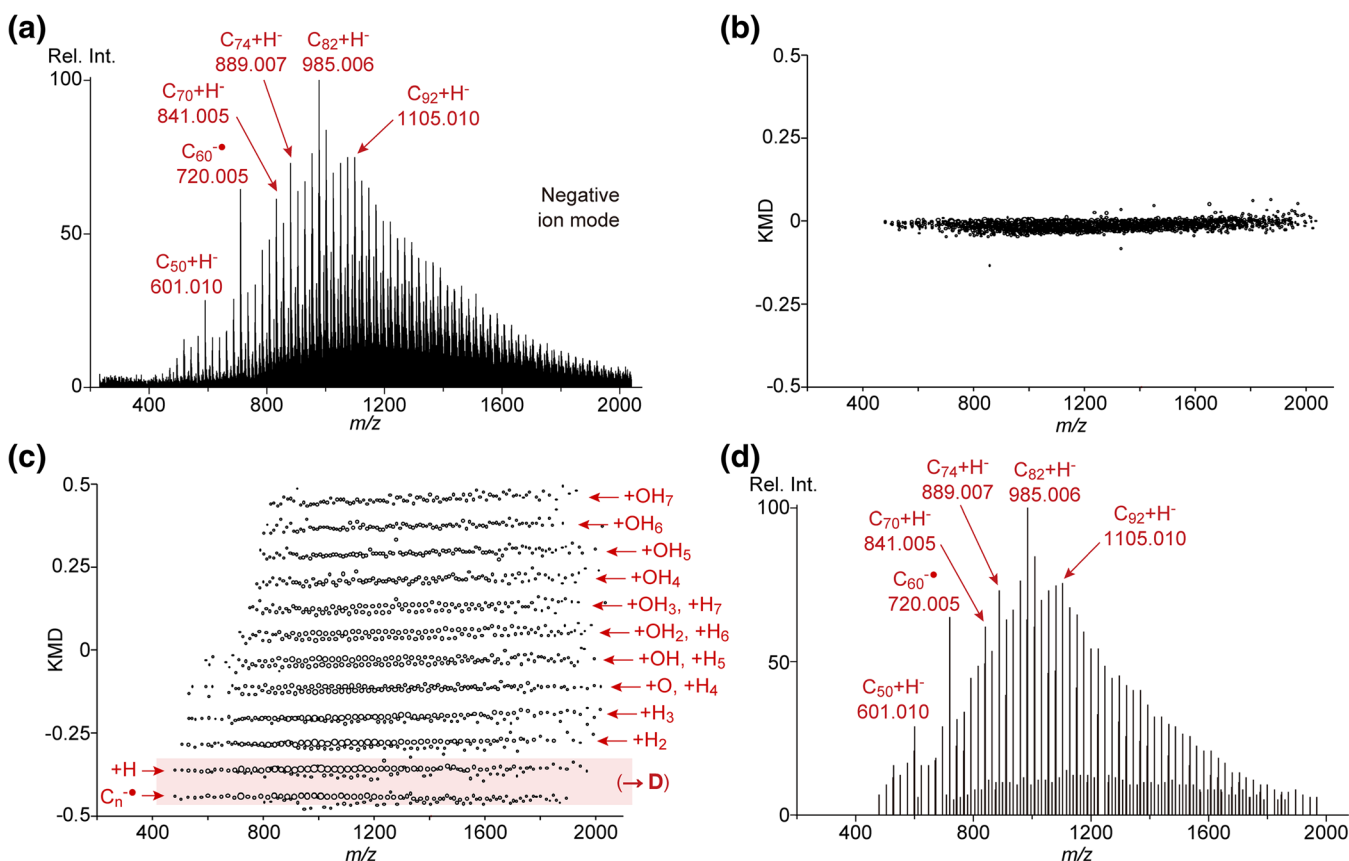 (a)
Rel. Int.
100
50
0
C₇₄+H⁻
889.007
C₈₂+H⁻
985.006
C₇₀+H⁻
841.005
C₉₂+H⁻
1105.010
C₆₀⁻•
720.005
C₅₀+H⁻
601.010
Negative
ion mode
400 800 1200 1600 2000
m/z
(b)
0.5
0.25
0
-0.25
-0.5
KMD
400 800 1200 1600 2000
m/z
(c)
0.5
0.25
0
-0.25
-0.5
KMD
+OH₇
+OH₆
+OH₅
+OH₄
+OH₃, +H₇
+OH₂, +H₆
+OH, +H₅
+O, +H₄
+H₃
+H₂
+H
(→ D)
Cₙ⁻•
400 800 1200 1600 2000
m/z
(d)
Rel. Int.
100
50
0
C₇₄+H⁻
889.007
C₈₂+H⁻
985.006
C₇₀+H⁻
841.005
C₉₂+H⁻
1105.010
C₆₀⁻•
720.005
C₅₀+H⁻
601.010
400 800 1200 1600 2000
m/z